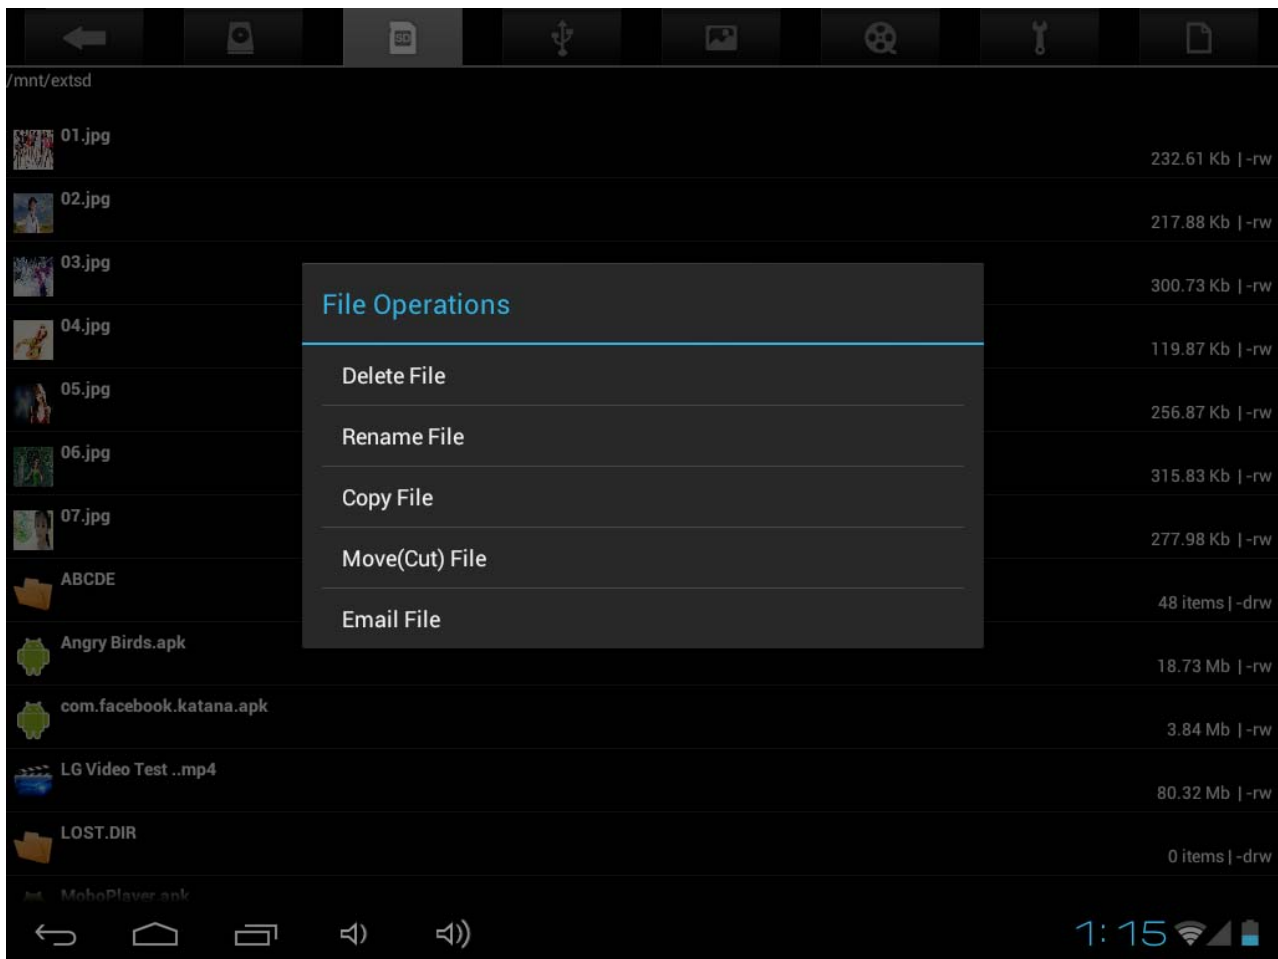 SD
/mnt/extsd
01.jpg
232.61 Kb | -rw
02.jpg
217.88 Kb | -rw
03.jpg
300.73 Kb | -rw
File Operations
04.jpg
119.87 Kb | -rw
Delete File
05.jpg
256.87 Kb | -rw
Rename File
06.jpg
315.83 Kb | -rw
Copy File
07.jpg
277.98 Kb | -rw
Move(Cut) File
ABCDE
48 items | -drw
Email File
Angry Birds.apk
18.73 Mb | -rw
com.facebook.katana.apk
3.84 Mb | -rw
LG Video Test ..mp4
80.32 Mb | -rw
LOST.DIR
0 items | -drw
MoboPlayer.apk
1:15